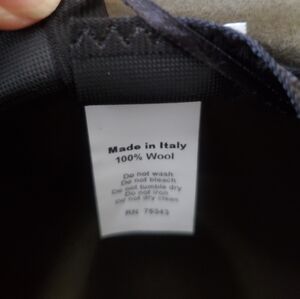 Made in Italy
100% Wool
Do not wash
Do not bleach
Do not tumble dry
Do not iron
Do not dry clean
RN 75343